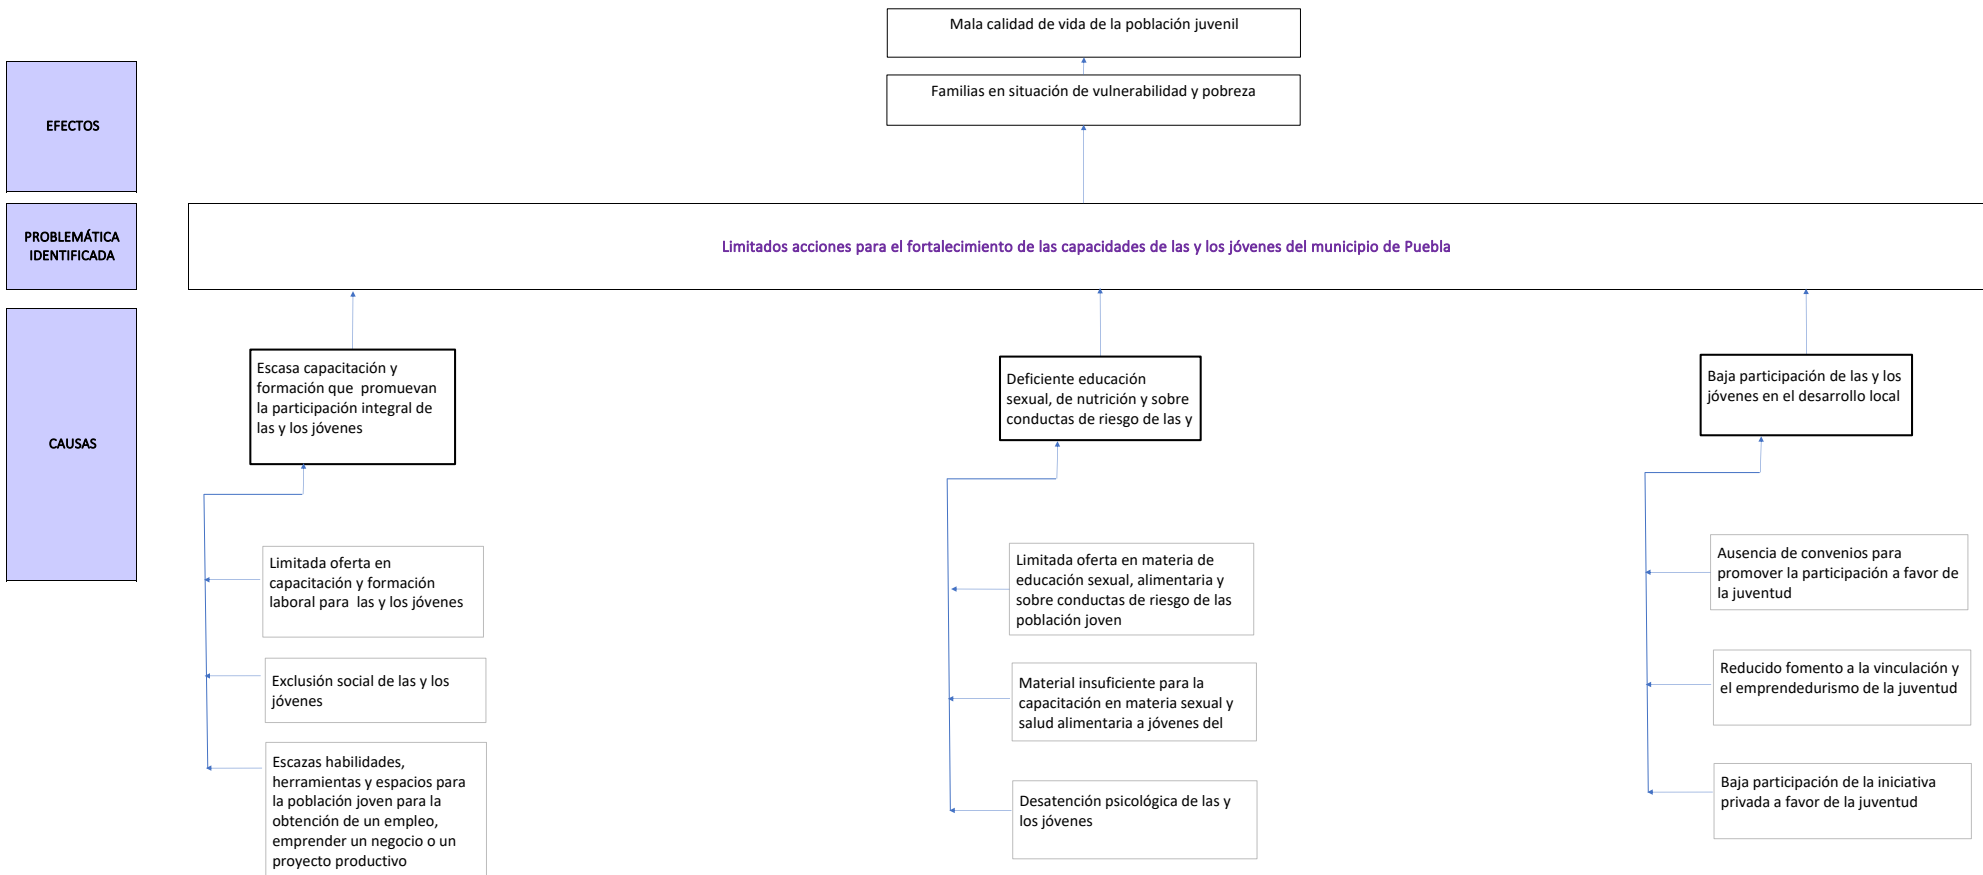 Mala calidad de vida de la población juvenil
Familias en situación de vulnerabilidad y pobreza
EFECTOS
PROBLEMÁTICA
IDENTIFICADA
Limitados acciones para el fortalecimiento de las capacidades de las y los jóvenes del municipio de Puebla
CAUSAS
Escasa capacitación y
formación que promuevan
la participación integral de
las y los jóvenes
Limitada oferta en
capacitación y formación
laboral para las y los jóvenes
Exclusión social de las y los
jóvenes
Escazas habilidades,
herramientas y espacios para
la población joven para la
obtención de un empleo,
emprender un negocio o un
proyecto productivo
Deficiente educación
sexual, de nutrición y sobre
conductas de riesgo de las y
Limitada oferta en materia de
educación sexual, alimentaria y
sobre conductas de riesgo de las
población joven
Material insuficiente para la
capacitación en materia sexual y
salud alimentaria a jóvenes del
Desatención psicológica de las y
los jóvenes
Baja participación de las y los
jóvenes en el desarrollo local
Ausencia de convenios para
promover la participación a favor de
la juventud
Reducido fomento a la vinculación y
el emprendedurismo de la juventud
Baja participación de la iniciativa
privada a favor de la juventud